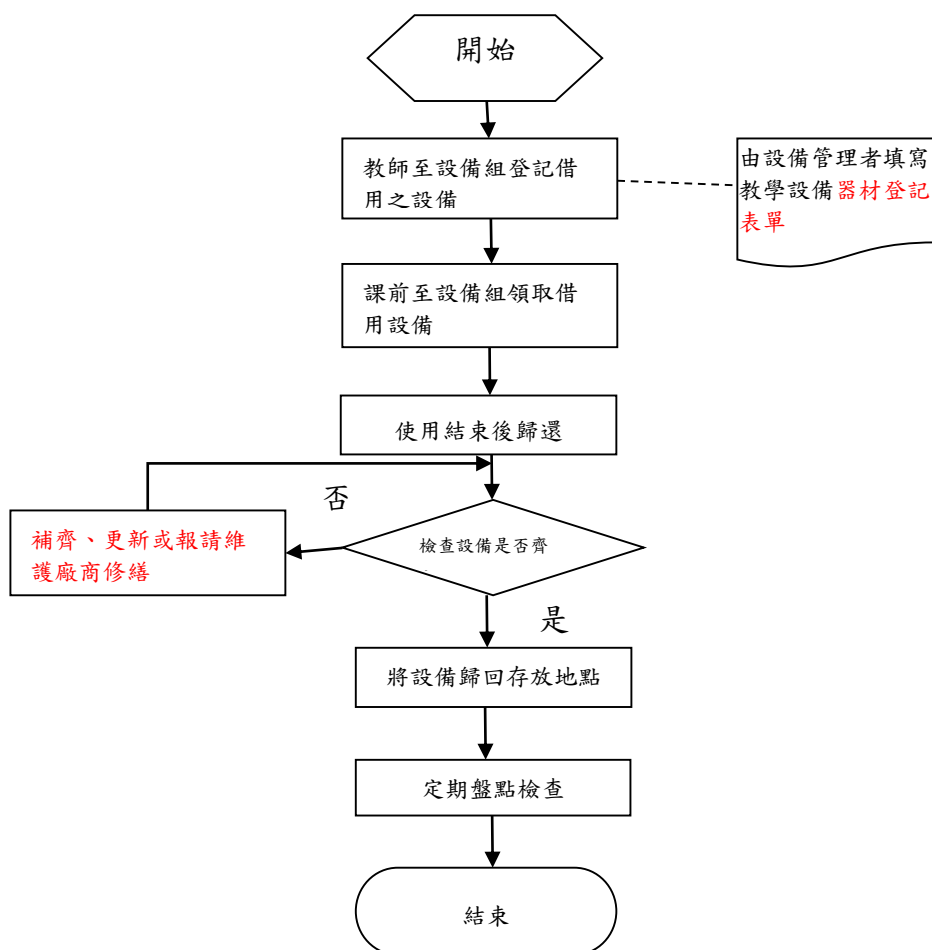 開始
教師至設備組登記借
用之設備
由設備管理者填寫
教學設備器材登記
表單
課前至設備組領取借
用設備
使用結束後歸還
否
檢查設備是否齊
補齊、更新或報請維
護廠商修繕
是
將設備歸回存放地點
定期盤點檢查
結束